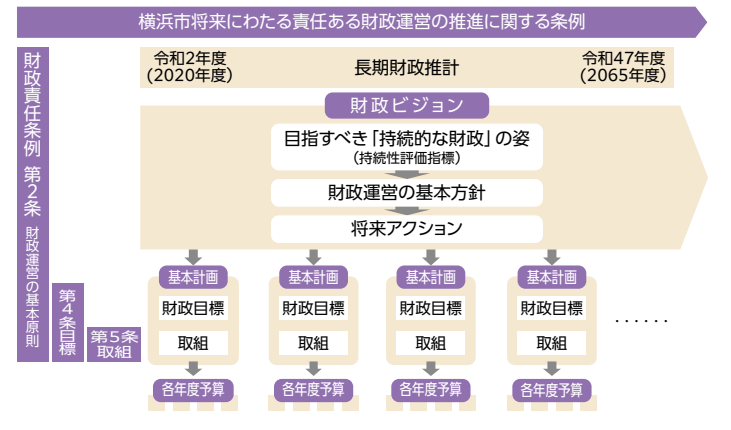 横浜市将来にわたる責任ある財政運営の推進に関する条例
財政責任条例 第2条 財政運営の基本原則
第4条目標
第5条
取組
令和2年度
(2020年度)
長期財政推計
令和47年度
(2065年度)
財政ビジョン
目指すべき「持続的な財政」の姿
(持続性評価指標)
財政運営の基本方針
将来アクション
基本計画
基本計画
基本計画
基本計画
財政目標
財政目標
財政目標
財政目標
......
取組
取組
取組
取組
各年度予算
各年度予算
各年度予算
各年度予算